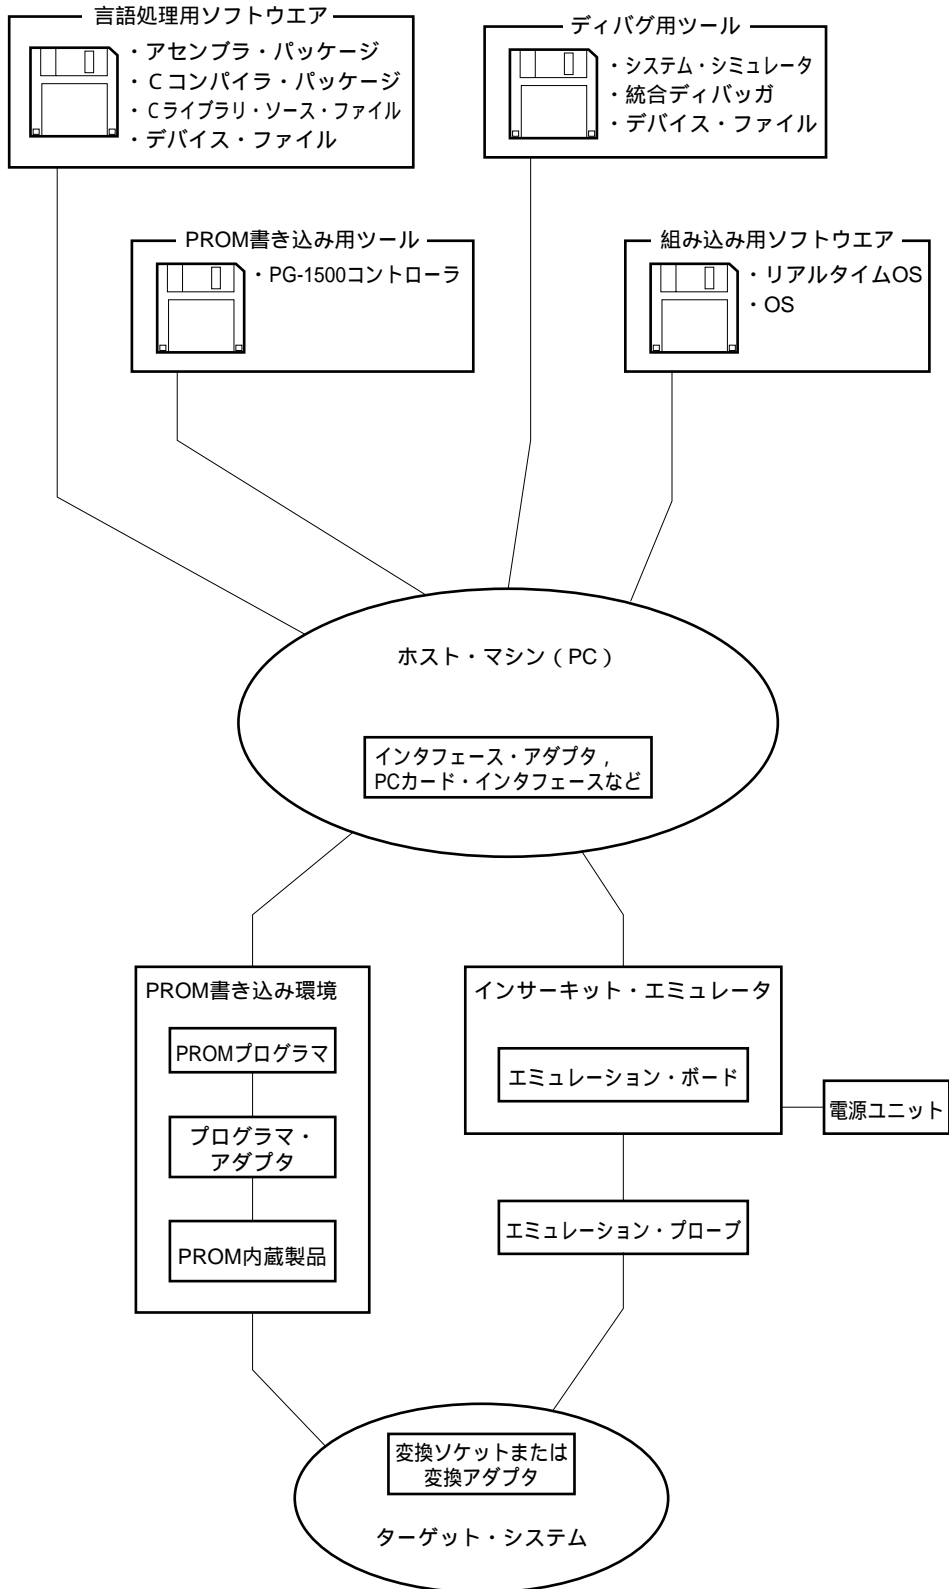 言語処理用ソフトウエア
・アセンブラ・パッケージ
・Cコンパイラ・パッケージ
・Cライブラリ・ソース・ファイル
・デバイス・ファイル
ディバグ用ツール
・システム・シミュレータ
・統合ディバッガ
・デバイス・ファイル
PROM書き込み用ツール
・PG-1500コントローラ
組み込み用ソフトウエア
・リアルタイムOS
・OS
ホスト・マシン（PC）
インタフェース・アダプタ，
PCカード・インタフェースなど
PROM書き込み環境
PROMプログラマ
プログラマ・
アダプタ
PROM内蔵製品
インサーキット・エミュレータ
エミュレーション・ボード
電源ユニット
エミュレーション・プローブ
変換ソケットまたは
変換アダプタ
ターゲット・システム